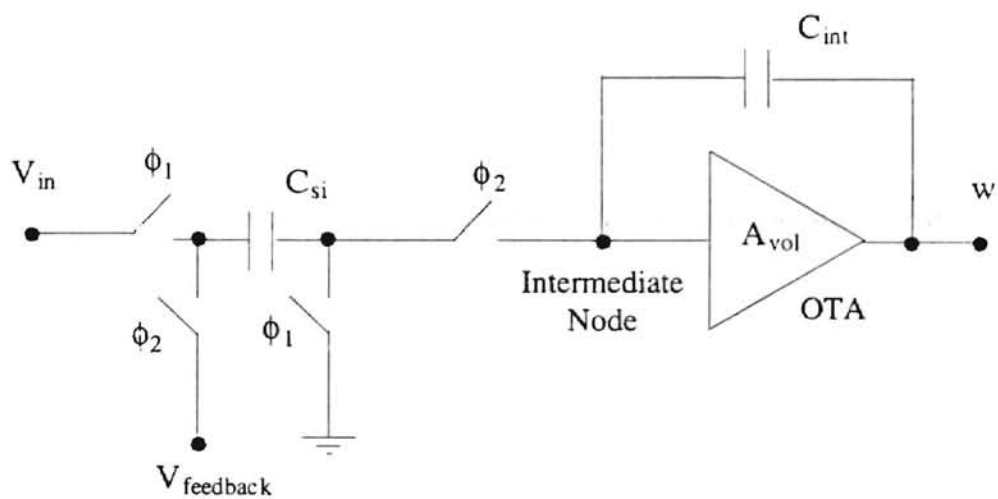 C_int
V_in
ϕ_1
C_si
ϕ_2
w
A_vol
Intermediate
Node
OTA
ϕ_2
ϕ_1
V_feedback